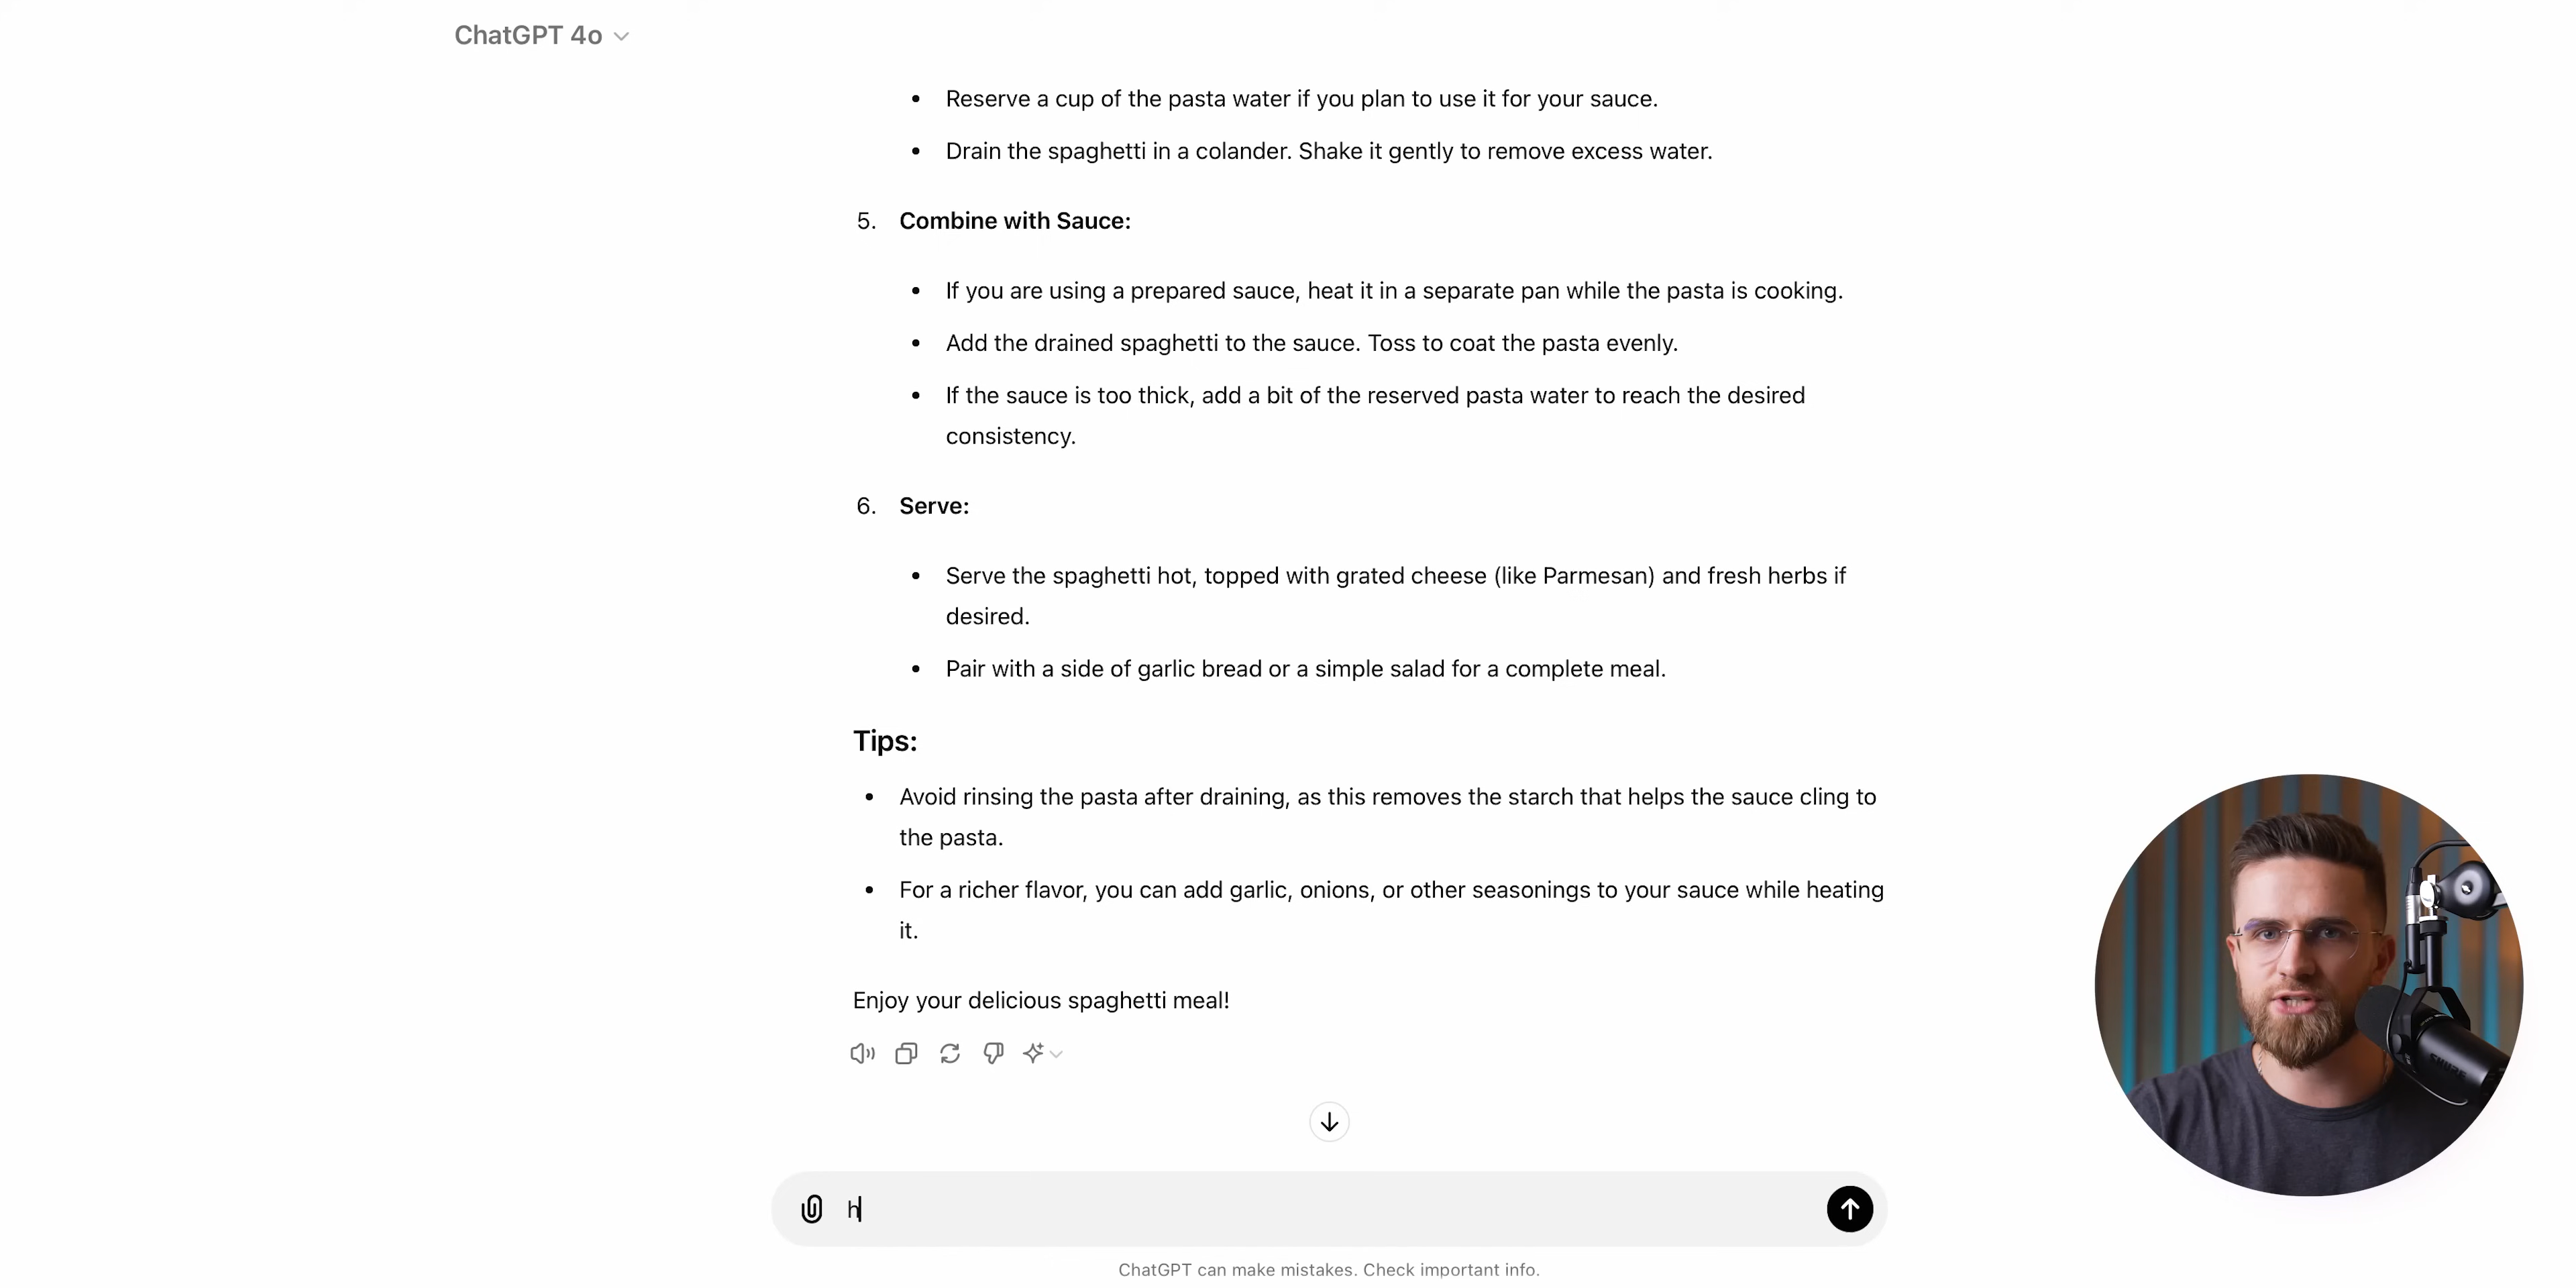 ChatGPT 4o
• Reserve a cup of the pasta water if you plan to use it for your sauce.
• Drain the spaghetti in a colander. Shake it gently to remove excess water.
5. Combine with Sauce:
• If you are using a prepared sauce, heat it in a separate pan while the pasta is cooking.
• Add the drained spaghetti to the sauce. Toss to coat the pasta evenly.
• If the sauce is too thick, add a bit of the reserved pasta water to reach the desired
consistency.
6. Serve:
• Serve the spaghetti hot, topped with grated cheese (like Parmesan) and fresh herbs if
desired.
• Pair with a side of garlic bread or a simple salad for a complete meal.
Tips:
• Avoid rinsing the pasta after draining, as this removes the starch that helps the sauce cling to
the pasta.
• For a richer flavor, you can add garlic, onions, or other seasonings to your sauce while heating
it.
Enjoy your delicious spaghetti meal!
SHURE
h
ChatGPT can make mistakes. Check important info.